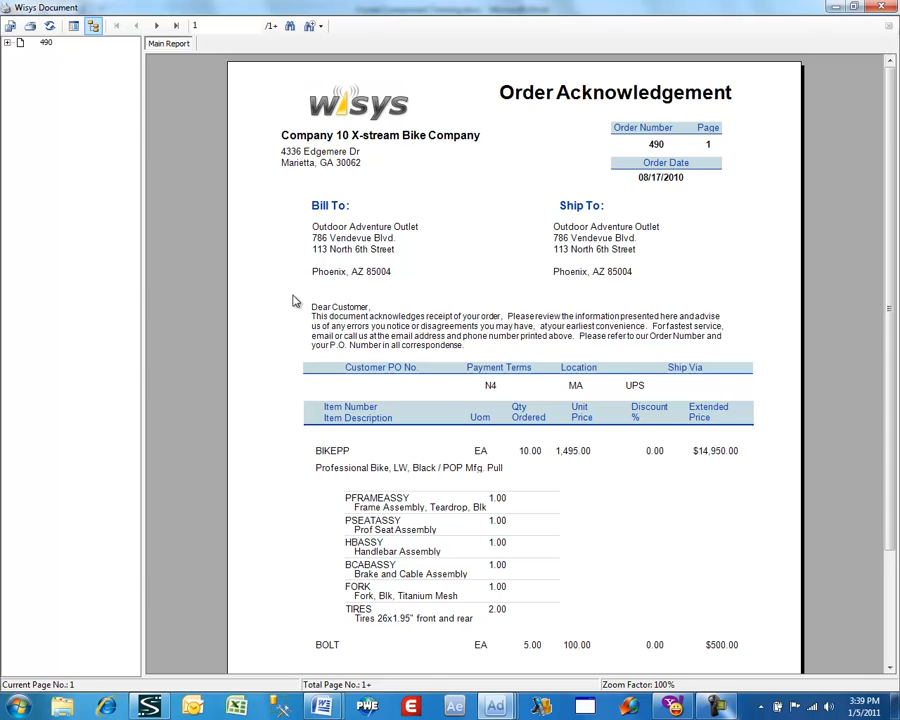 Wisys Document
1
/1+
490
Main Report
wisys
Order Acknowledgement
Company 10 X-stream Bike Company
4336 Edgemere Dr
Marietta, GA 30062
Order Number Page
490 1
Order Date
08/17/2010
Bill To: Ship To:
Outdoor Adventure Outlet Outdoor Adventure Outlet
786 Vendevue Blvd. 786 Vendevue Blvd.
113 North 6th Street 113 North 6th Street
Phoenix, AZ 85004 Phoenix, AZ 85004
Dear Customer,
This document acknowledges receipt of your order, Please review the information presented here and advise
us of any errors you notice or disagreements you may have, at your earliest convenience. For fastest service,
email or call us at the email address and phone number printed above. Please refer to our Order Number and
your P.O. Number in all correspondense.
Customer PO No. Payment Terms Location Ship Via
N4 MA UPS
Item Number Qty Unit Discount Extended
Item Description Uom Ordered Price % Price
BIKEPP EA 10.00 1,495.00 0.00 $14,950.00
Professional Bike, LW, Black / POP Mfg. Pull
PFRAMEASSY 1.00
Frame Assembly, Teardrop, Blk
PSEATASSY 1.00
Prof Seat Assembly
HBASSY 1.00
Handlebar Assembly
BCABASSY 1.00
Brake and Cable Assembly
FORK 1.00
Fork, Blk, Titanium Mesh
TIRES 2.00
Tires 26x1.95" front and rear
BOLT EA 5.00 100.00 0.00 $500.00
Current Page No.: 1 Total Page No.: 1+ Zoom Factor: 100%
PWE
E
Ae
Ad
3:39 PM
1/5/2011